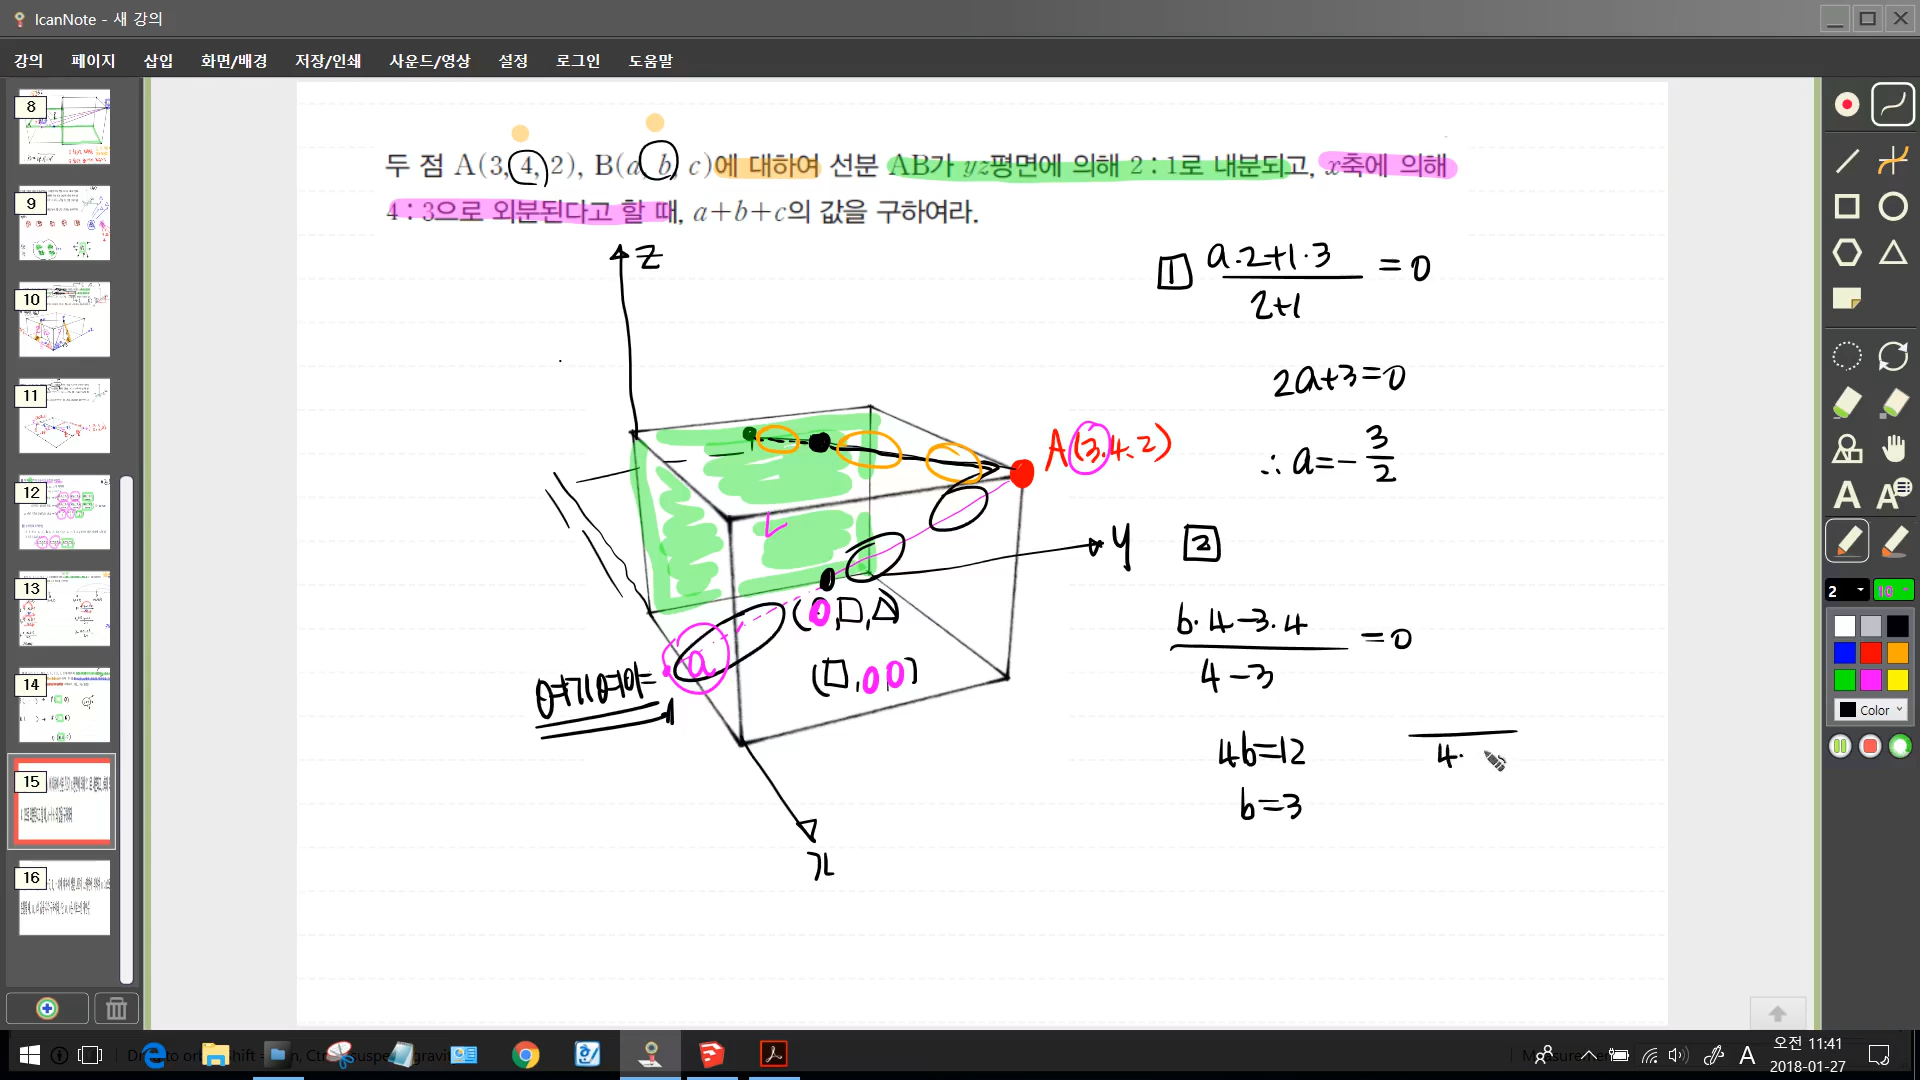 IcanNote - 새 강의
강의 페이지 삽입 화면/배경 저장/인쇄 사운드/영상 설정 로그인 도움말
8
9
10
11
12
13
14
15
16
두 점 A(3, 4, 2), B(a, b, c)에 대하여 선분 AB가 yz평면에 의해 2 : 1로 내분되고, x축에 의해
4 : 3으로 외분된다고 할 때, a+b+c의 값을 구하여라.
z
A(3.4.2)
y
(0,□,△)
(□,0,0)
a
여기여야
x
1 a·2+1·3 = 0
2+1
2a+3=0
∴ a=-3/2
2
b·4-3·4 = 0
4-3
4b=12
b=3
4·
2
10
Color
오전 11:41
2018-01-27
A